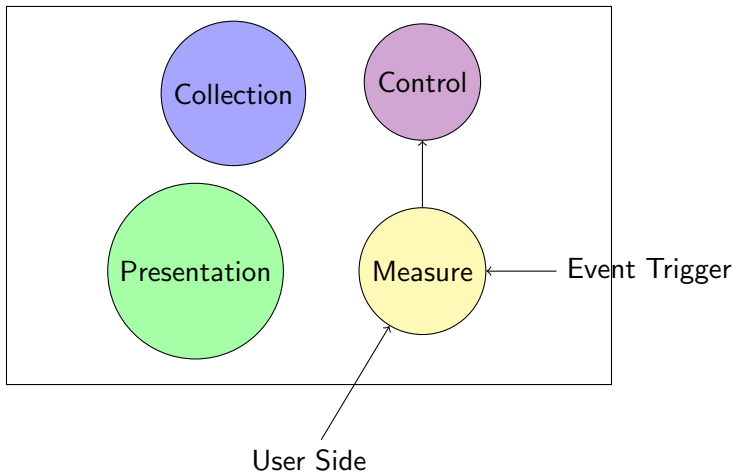 Collection
Control
Presentation
Measure
Event Trigger
User Side